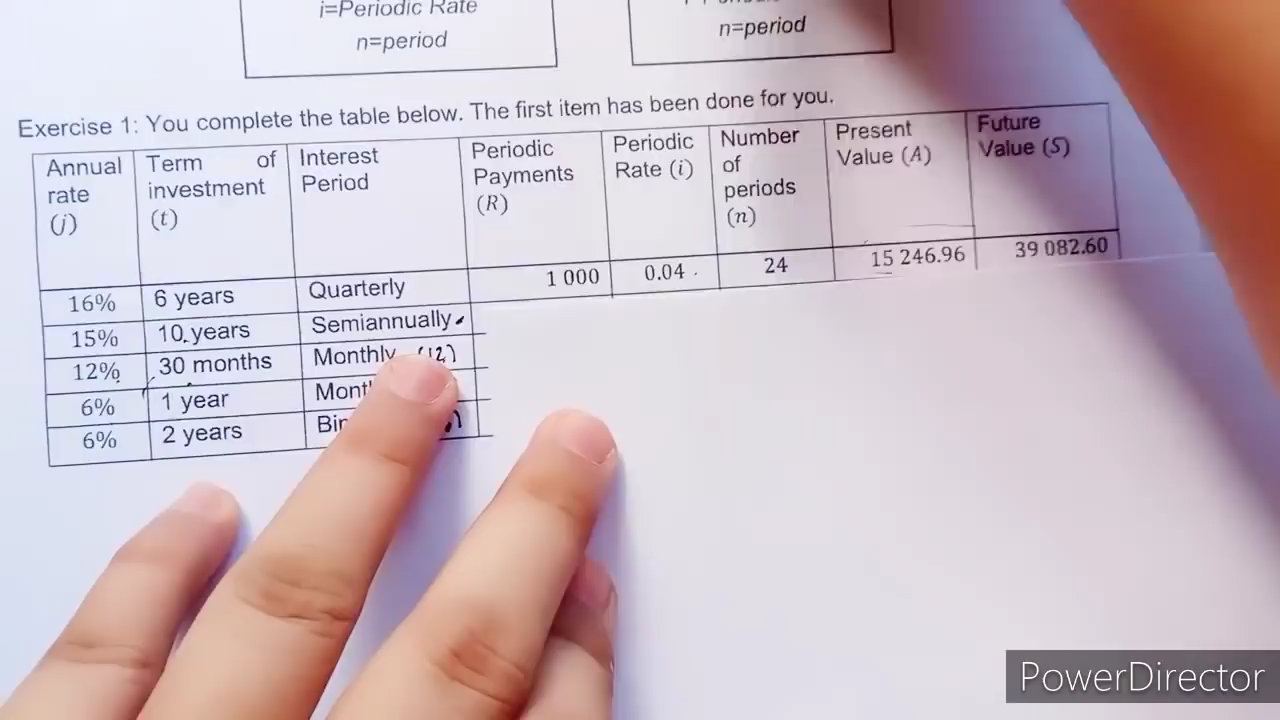 i=Periodic Rate
n=period
n=period
Exercise 1: You complete the table below. The first item has been done for you.
Annual rate (j) Term of investment (t) Interest Period Periodic Payments (R) Periodic Rate (i) Number of periods (n) Present Value (A) Future Value (S)
16% 6 years Quarterly 1 000 0.04 24 15 246.96 39 082.60
15% 10 years Semiannually
12% 30 months Monthly (12)
6% 1 year
6% 2 years
PowerDirector